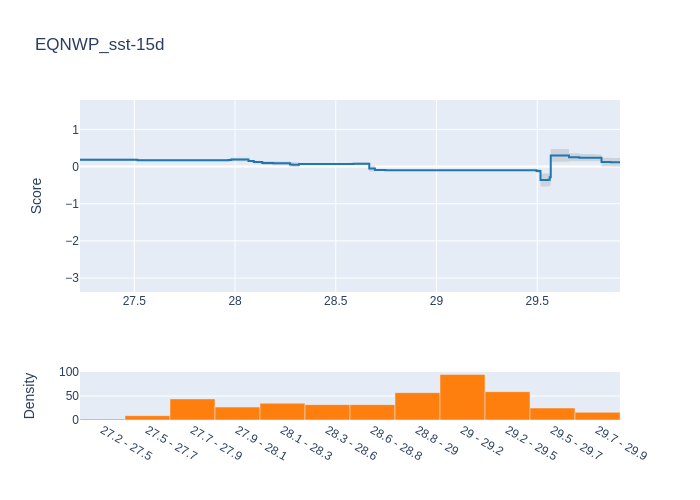 EQNWP_sst-15d
Score
1
0
−1
−2
−3
27.5 28 28.5 29 29.5
Density
100
50
0
27.2 - 27.5
27.5 - 27.7
27.7 - 27.9
27.9 - 28.1
28.1 - 28.3
28.3 - 28.6
28.6 - 28.8
28.8 - 29
29 - 29.2
29.2 - 29.5
29.5 - 29.7
29.7 - 29.9